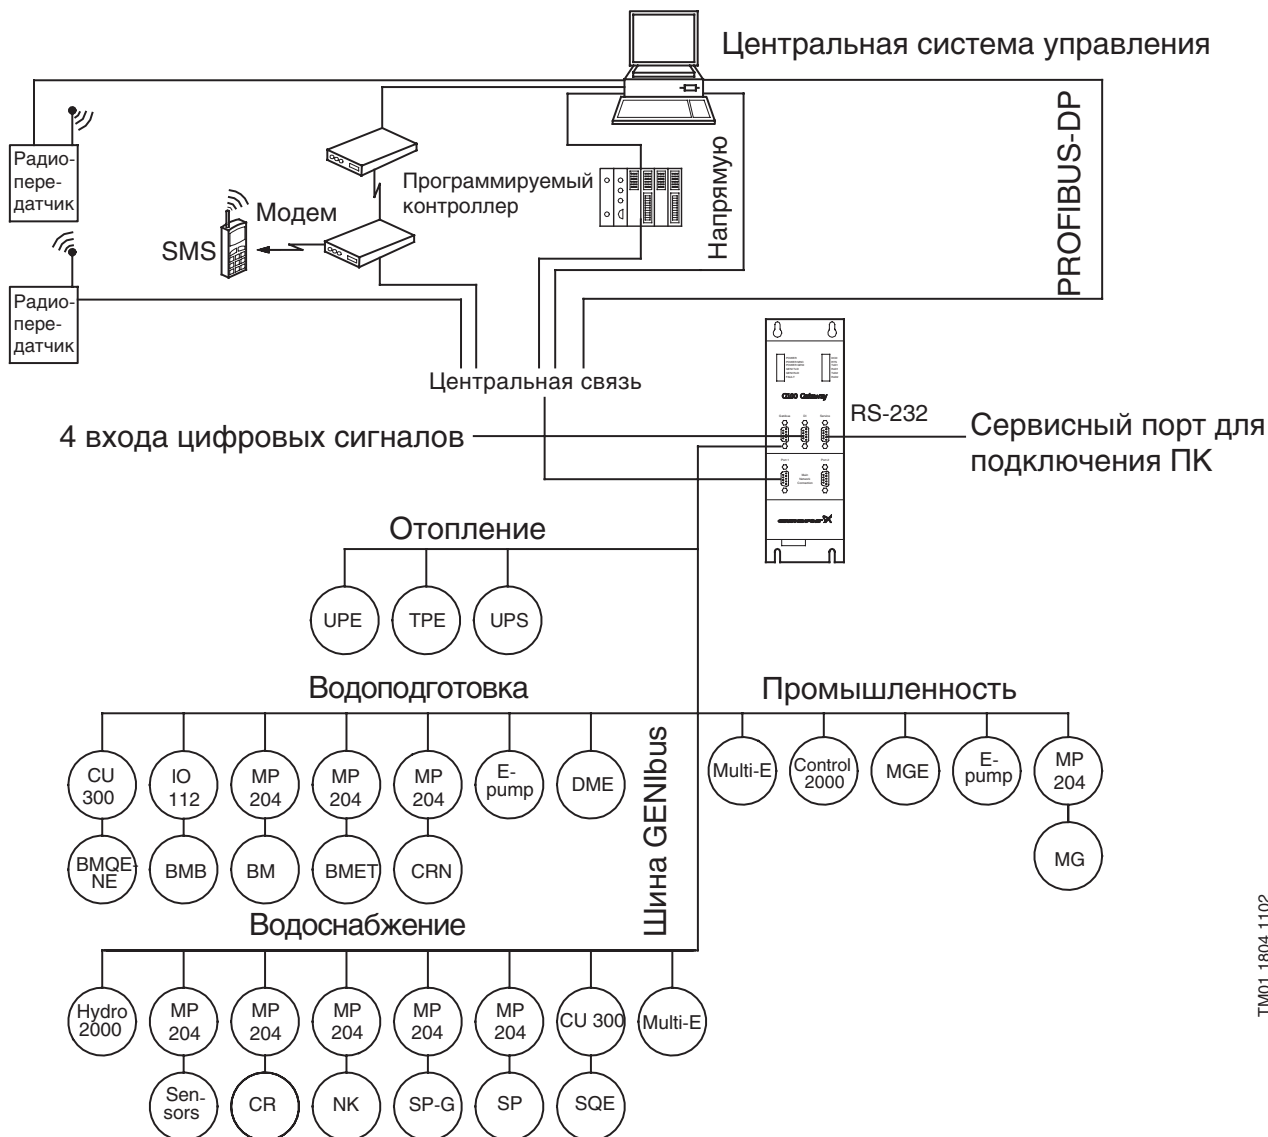 Центральная система управления
PROFIBUS-DP
Напрямую
Радио-
пере-
датчик
Программируемый
контроллер
Модем
SMS
Радио-
пере-
датчик
Центральная связь
G100 Gateway
RS-232
4 входа цифровых сигналов
Сервисный порт для
подключения ПК
GRUNDFOS
Отопление
UPE
TPE
UPS
Водоподготовка
Промышленность
Шина GENIbus
CU
300
IO
112
MP
204
MP
204
MP
204
E-
pump
DME
Multi-E
Control
2000
MGE
E-
pump
MP
204
BMQE-
NE
BMB
BM
BMET
CRN
MG
Водоснабжение
Hydro
2000
MP
204
MP
204
MP
204
MP
204
MP
204
CU 300
Multi-E
Sen-
sors
CR
NK
SP-G
SP
SQE
TM01 1804 1102